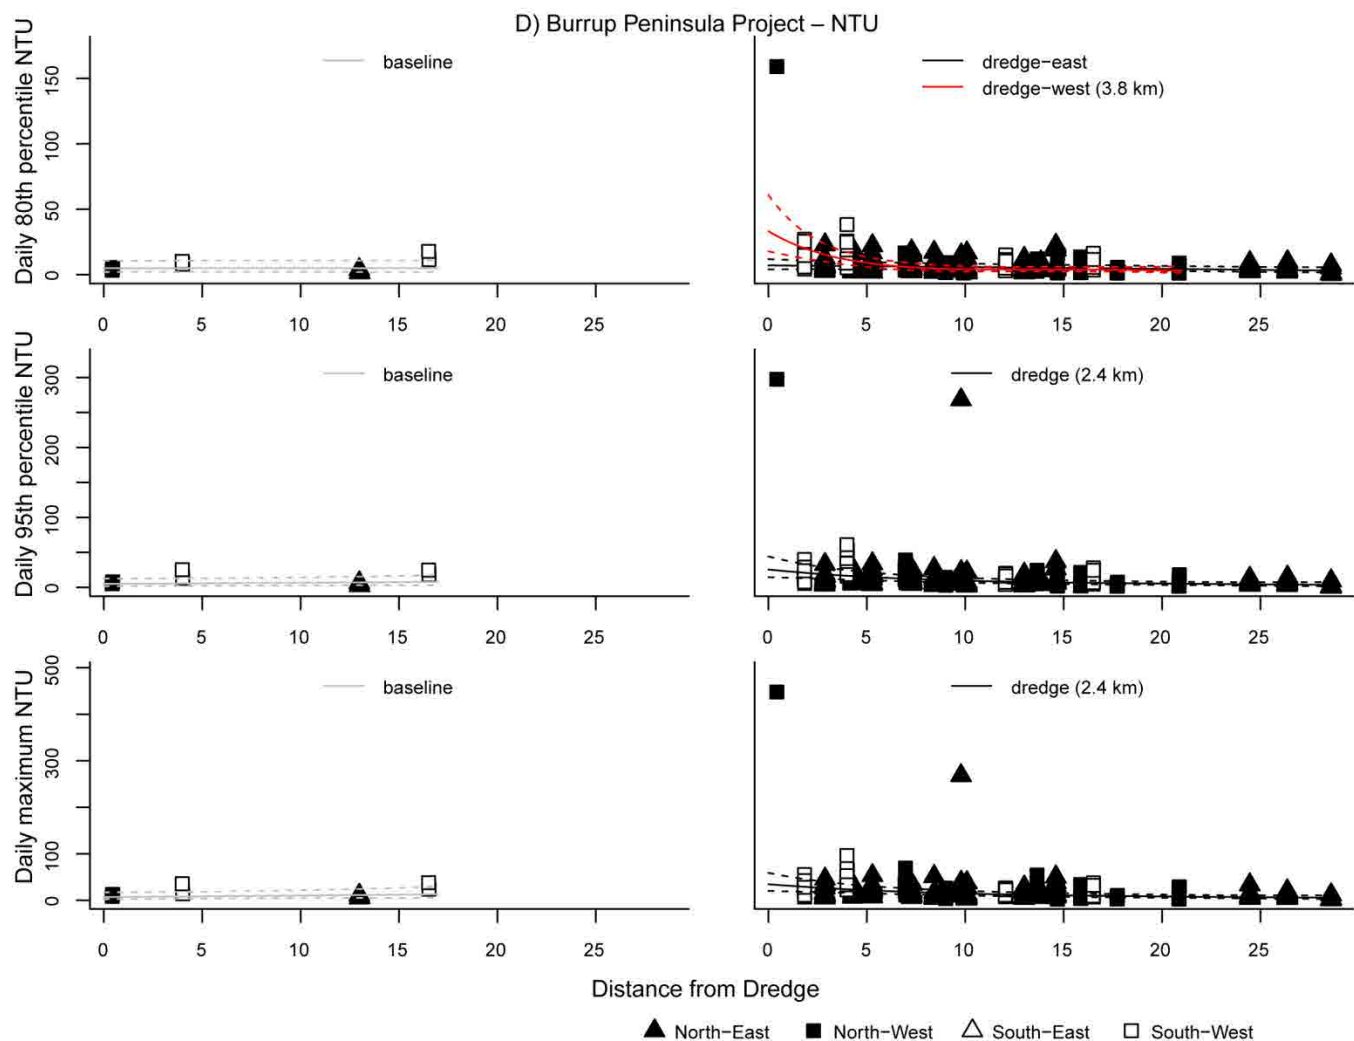 D) Burrup Peninsula Project – NTU
Daily 80th percentile NTU
150
100
50
0
baseline
0 5 10 15 20 25
dredge−east
dredge−west (3.8 km)
0 5 10 15 20 25
Daily 95th percentile NTU
300
200
100
0
baseline
0 5 10 15 20 25
dredge (2.4 km)
0 5 10 15 20 25
Daily maximum NTU
500
300
100
0
baseline
0 5 10 15 20 25
dredge (2.4 km)
0 5 10 15 20 25
Distance from Dredge
North−East North−West South−East South−West